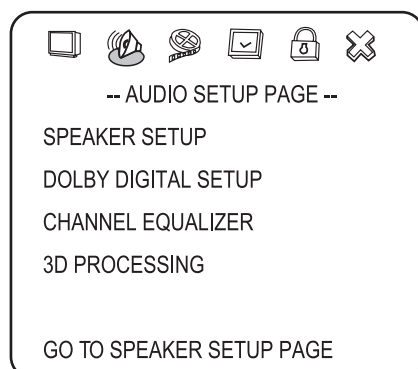 -- AUDIO SETUP PAGE --
SPEAKER SETUP
DOLBY DIGITAL SETUP
CHANNEL EQUALIZER
3D PROCESSING
GO TO SPEAKER SETUP PAGE